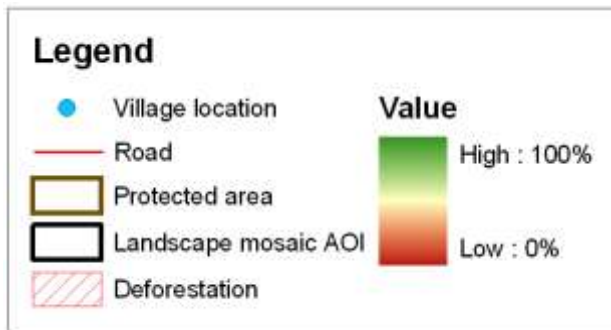 Legend
Village location
Road
Protected area
Landscape mosaic AOI
Deforestation
Value
High : 100%
Low : 0%